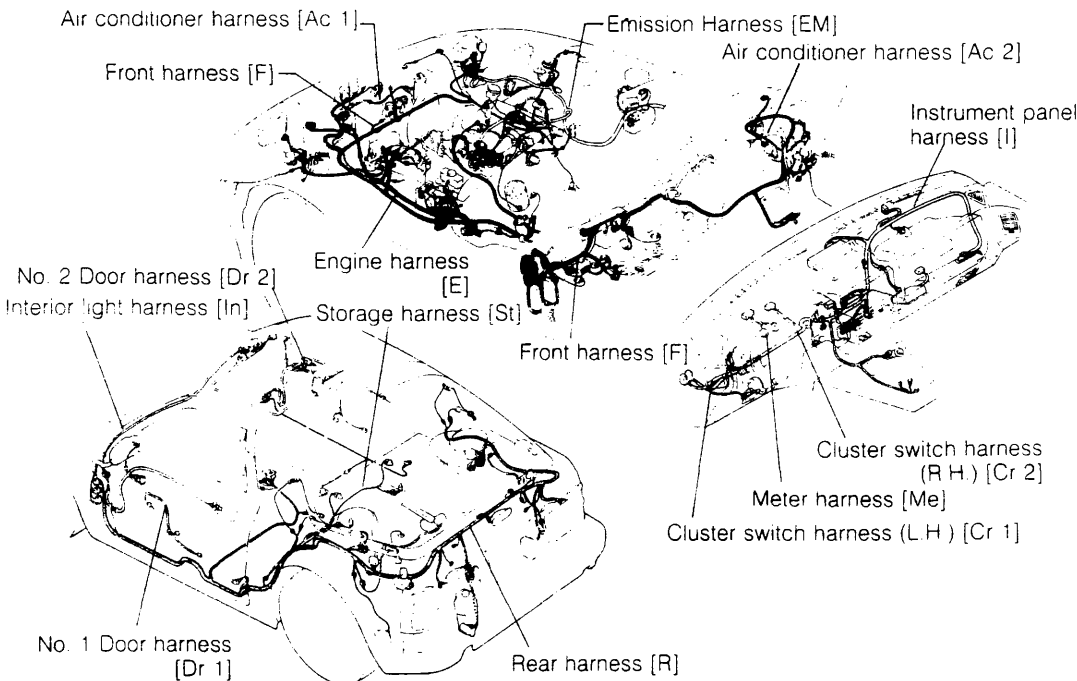 Air conditioner harness [Ac 1]
Emission Harness [EM]
Air conditioner harness [Ac 2]
Front harness [F]
Instrument panel
harness [I]
No. 2 Door harness [Dr 2]
Interior light harness [In]
Engine harness
[E]
Storage harness [St]
Front harness [F]
Cluster switch harness
(R.H.) [Cr 2]
Meter harness [Me]
Cluster switch harness (L.H.) [Cr 1]
No. 1 Door harness
[Dr 1]
Rear harness [R]